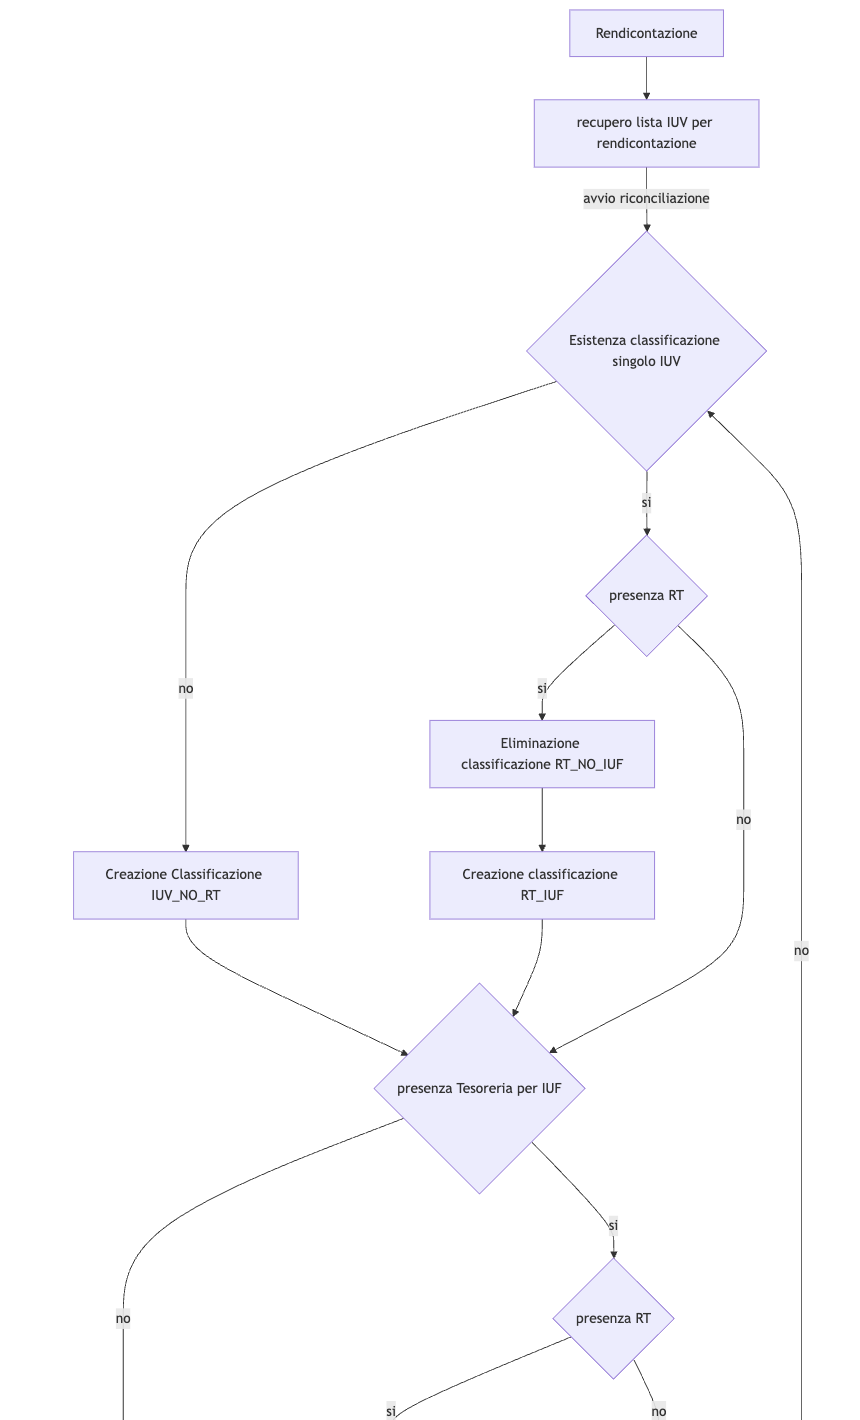 Rendicontazione
recupero lista IUV per
rendicontazione
avvio riconciliazione
Esistenza classificazione
singolo IUV
si
presenza RT
no
si
Eliminazione
classificazione RT_NO_IUF
no
Creazione Classificazione
IUV_NO_RT
Creazione classificazione
RT_IUF
no
presenza Tesoreria per IUF
si
no
presenza RT
si
no